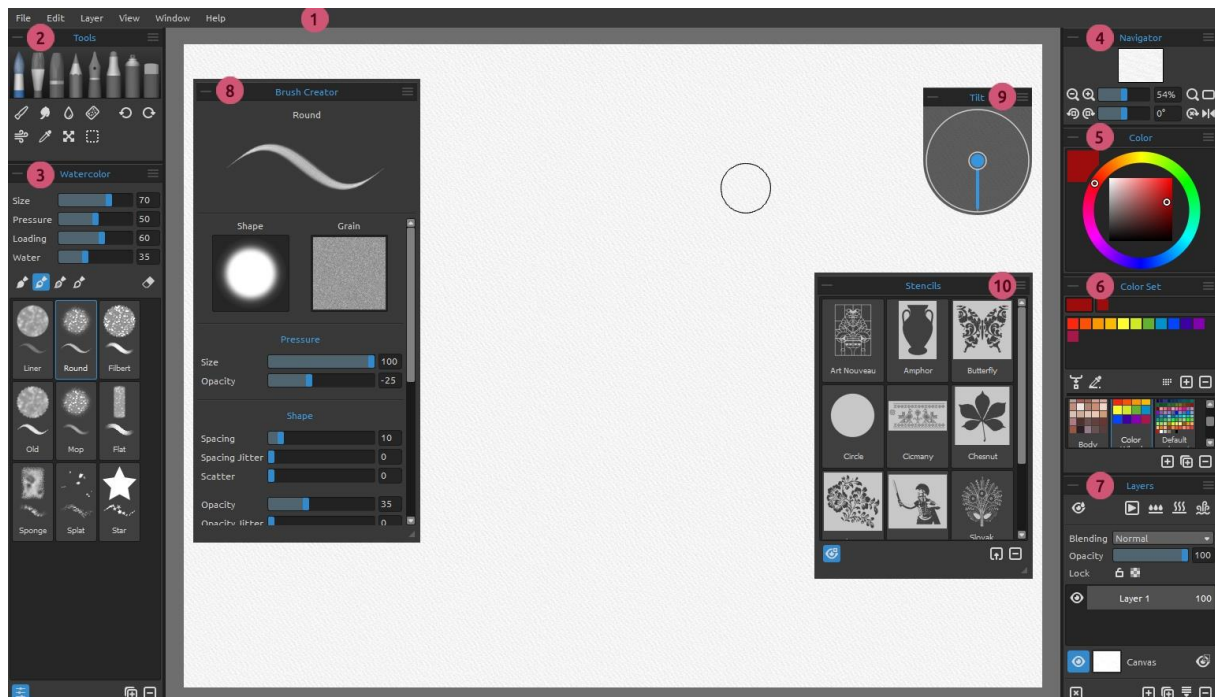 File Edit Layer View Window Help
1
2 Tools
3 Watercolor
Size 70
Pressure 50
Loading 60
Water 35
Liner Round Filbert
Old Mop Flat
Sponge Splat Star
8 Brush Creator
Round
Shape Grain
Pressure
Size 100
Opacity -25
Shape
Spacing 10
Spacing Jitter 0
Scatter 0
Opacity 35
Opacity Jitter 0
Tilt 9
Stencils 10
Art Nouveau Amphor Butterfly
Circle Cicmany Chesnut
Slovak
4 Navigator
54%
0°
5 Color
6 Color Set
Body Color Default
7 Layers
Blending Normal
Opacity 100
Lock
Layer 1 100
Canvas